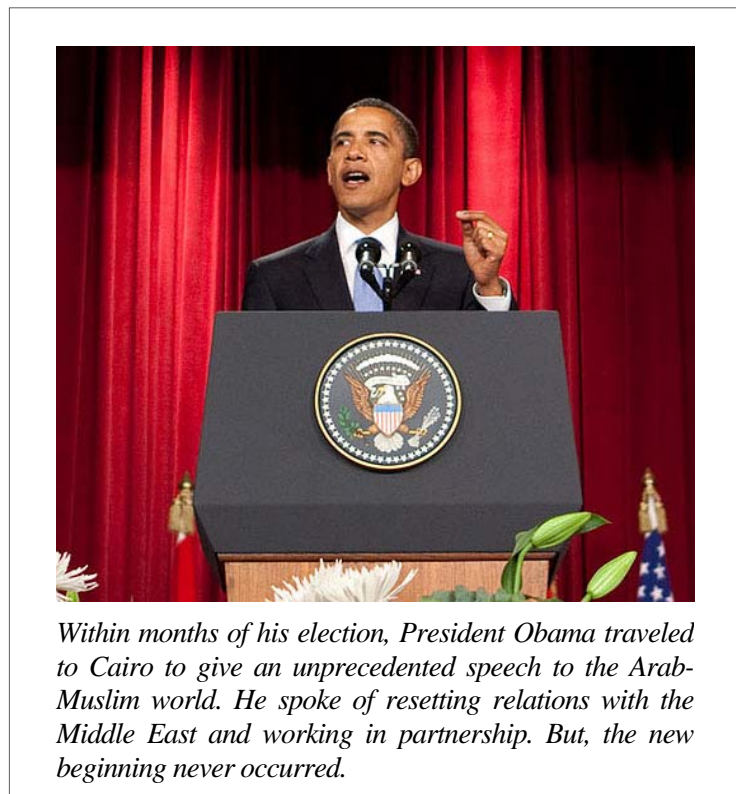 Within months of his election, President Obama traveled
to Cairo to give an unprecedented speech to the Arab-
Muslim world. He spoke of resetting relations with the
Middle East and working in partnership. But, the new
beginning never occurred.